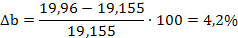 Δb = (19,96 − 19,155) / 19,155 · 100 = 4,2%